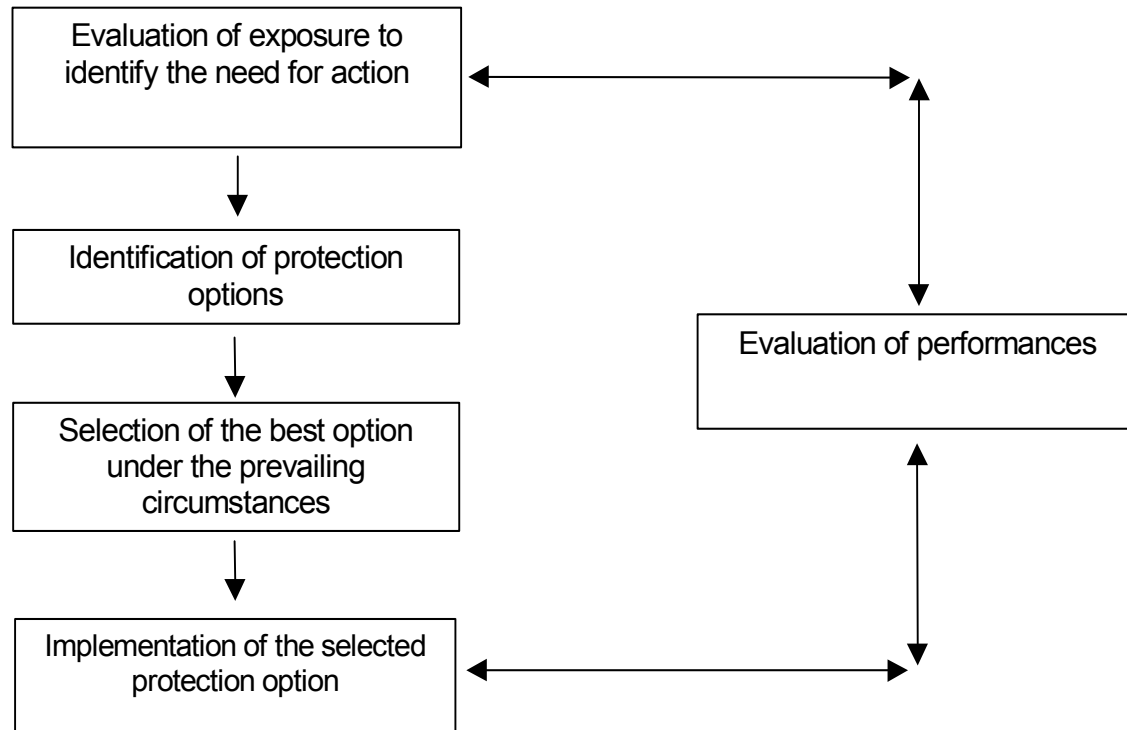 Evaluation of exposure to
identify the need for action
Identification of protection
options
Selection of the best option
under the prevailing
circumstances
Implementation of the selected
protection option
Evaluation of performances